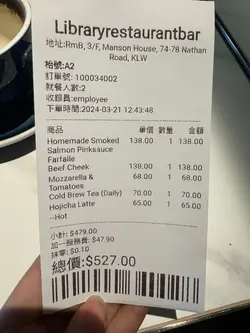 Libraryrestaurantbar
地址:RmB, 3/F, Manson House, 74-78 Nathan
Road, KLW
枱號:A2
訂單號: 100034002
就餐人數:2
收銀員:employee
下單時間:2024-03-21 12:43:48
商品 單價 數量 金額
Homemade Smoked 138.00 1 138.00
Salmon Pinksauce
Farfalle
Beef Cheek 138.00 1 138.00
Mozzarella & 68.00 1 68.00
Tomatoes
Cold Brew Tea (Daily) 70.00 1 70.00
Hojicha Latte 65.00 1 65.00
--Hot
小計: $479.00
加一服務費: $47.90
抹零: $0.10
總價:$527.00